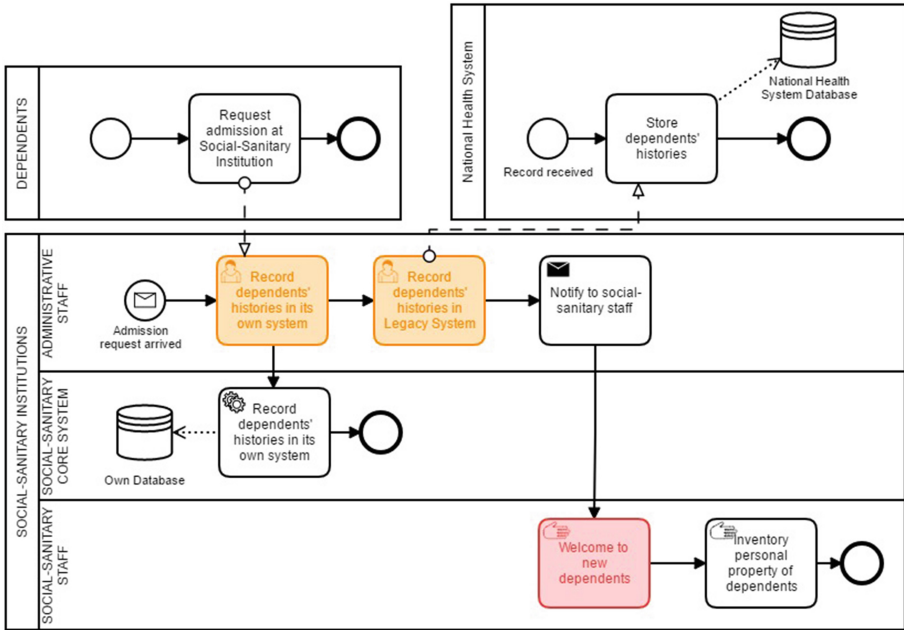 DEPENDENTS
Request
admission at
Social-Sanitary
Institution
National Health System
Record received
Store
dependents'
histories
National Health
System Database
SOCIAL-SANITARY INSTITUTIONS
ADMINISTRATIVE
STAFF
Admission
request arrived
Record
dependents'
histories in its
own system
Record
dependents'
histories in
Legacy System
Notify to social-
sanitary staff
SOCIAL-SANITARY
CORE SYSTEM
Own Database
Record
dependents'
histories in its
own system
SOCIAL-SANITARY
STAFF
Welcome to
new
dependents
Inventory
personal
property of
dependents